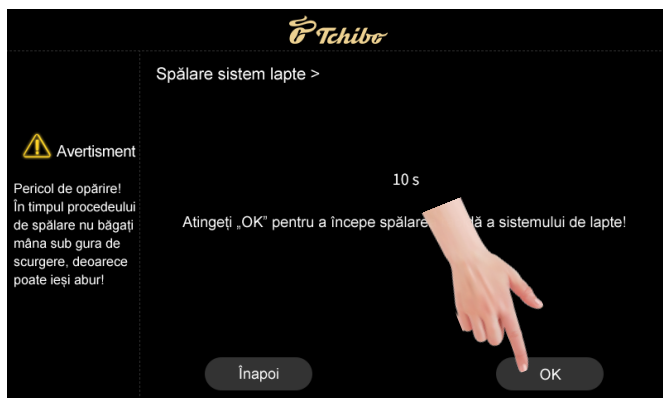 Tchibo
Spălare sistem lapte >
Avertisment
Pericol de opărire!
În timpul procedeului
de spălare nu băgați
mâna sub gura de
scurgere, deoarece
poate ieși abur!
10 s
Atingeți „OK” pentru a începe spălare a sistemului de lapte!
Înapoi
OK